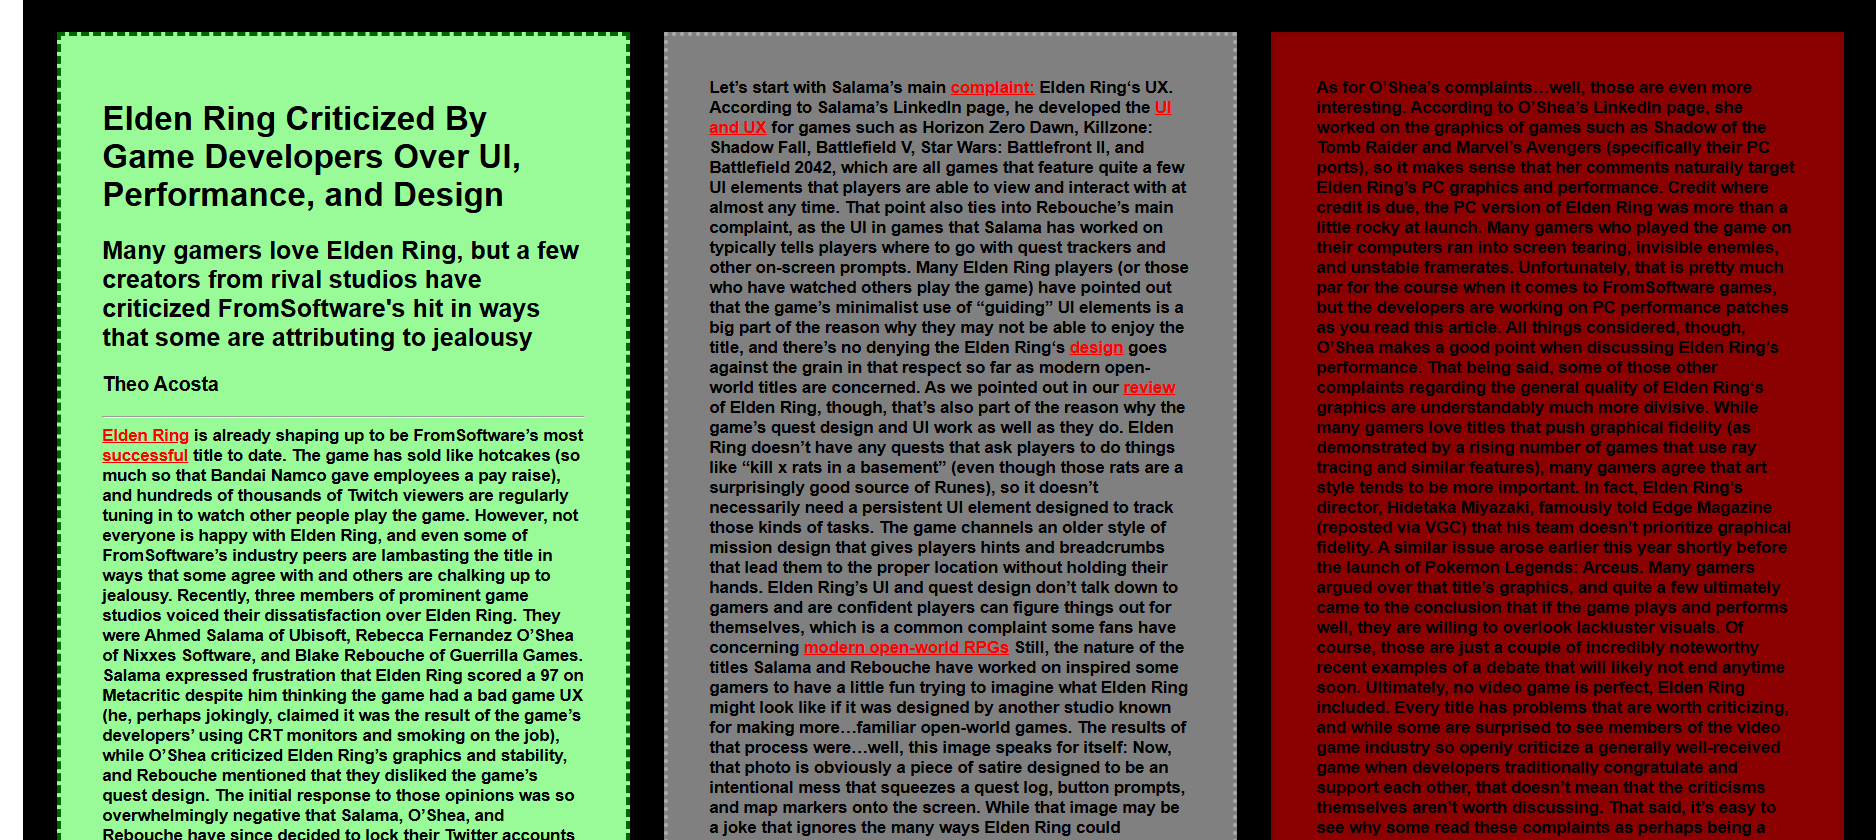 Elden Ring Criticized By
Game Developers Over UI,
Performance, and Design
Many gamers love Elden Ring, but a few
creators from rival studios have
criticized FromSoftware's hit in ways
that some are attributing to jealousy
Theo Acosta
Elden Ring is already shaping up to be FromSoftware’s most
successful title to date. The game has sold like hotcakes (so
much so that Bandai Namco gave employees a pay raise),
and hundreds of thousands of Twitch viewers are regularly
tuning in to watch other people play the game. However, not
everyone is happy with Elden Ring, and even some of
FromSoftware’s industry peers are lambasting the title in
ways that some agree with and others are chalking up to
jealousy. Recently, three members of prominent game
studios voiced their dissatisfaction over Elden Ring. They
were Ahmed Salama of Ubisoft, Rebecca Fernandez O’Shea
of Nixxes Software, and Blake Rebouche of Guerrilla Games.
Salama expressed frustration that Elden Ring scored a 97 on
Metacritic despite him thinking the game had a bad game UX
(he, perhaps jokingly, claimed it was the result of the game’s
developers’ using CRT monitors and smoking on the job),
while O’Shea criticized Elden Ring’s graphics and stability,
and Rebouche mentioned that they disliked the game’s
quest design. The initial response to those opinions was so
overwhelmingly negative that Salama, O’Shea, and
Rebouche have since decided to lock their Twitter accounts
Let’s start with Salama’s main complaint: Elden Ring‘s UX.
According to Salama’s LinkedIn page, he developed the UI
and UX for games such as Horizon Zero Dawn, Killzone:
Shadow Fall, Battlefield V, Star Wars: Battlefront II, and
Battlefield 2042, which are all games that feature quite a few
UI elements that players are able to view and interact with at
almost any time. That point also ties into Rebouche’s main
complaint, as the UI in games that Salama has worked on
typically tells players where to go with quest trackers and
other on-screen prompts. Many Elden Ring players (or those
who have watched others play the game) have pointed out
that the game’s minimalist use of “guiding” UI elements is a
big part of the reason why they may not be able to enjoy the
title, and there’s no denying the Elden Ring‘s design goes
against the grain in that respect so far as modern open-
world titles are concerned. As we pointed out in our review
of Elden Ring, though, that’s also part of the reason why the
game’s quest design and UI work as well as they do. Elden
Ring doesn’t have any quests that ask players to do things
like “kill x rats in a basement” (even though those rats are a
surprisingly good source of Runes), so it doesn’t
necessarily need a persistent UI element designed to track
those kinds of tasks. The game channels an older style of
mission design that gives players hints and breadcrumbs
that lead them to the proper location without holding their
hands. Elden Ring’s UI and quest design don’t talk down to
gamers and are confident players can figure things out for
themselves, which is a common complaint some fans have
concerning modern open-world RPGs Still, the nature of the
titles Salama and Rebouche have worked on inspired some
gamers to have a little fun trying to imagine what Elden Ring
might look like if it was designed by another studio known
for making more…familiar open-world games. The results of
that process were…well, this image speaks for itself: Now,
that photo is obviously a piece of satire designed to be an
intentional mess that squeezes a quest log, button prompts,
and map markers onto the screen. While that image may be
a joke that ignores the many ways Elden Ring could
As for O’Shea’s complaints…well, those are even more
interesting. According to O’Shea’s LinkedIn page, she
worked on the graphics of games such as Shadow of the
Tomb Raider and Marvel’s Avengers (specifically their PC
ports), so it makes sense that her comments naturally target
Elden Ring’s PC graphics and performance. Credit where
credit is due, the PC version of Elden Ring was more than a
little rocky at launch. Many gamers who played the game on
their computers ran into screen tearing, invisible enemies,
and unstable framerates. Unfortunately, that is pretty much
par for the course when it comes to FromSoftware games,
but the developers are working on PC performance patches
as you read this article. All things considered, though,
O’Shea makes a good point when discussing Elden Ring’s
performance. That being said, some of those other
complaints regarding the general quality of Elden Ring‘s
graphics are understandably much more divisive. While
many gamers love titles that push graphical fidelity (as
demonstrated by a rising number of games that use ray
tracing and similar features), many gamers agree that art
style tends to be more important. In fact, Elden Ring’s
director, Hidetaka Miyazaki, famously told Edge Magazine
(reposted via VGC) that his team doesn’t prioritize graphical
fidelity. A similar issue arose earlier this year shortly before
the launch of Pokemon Legends: Arceus. Many gamers
argued over that title’s graphics, and quite a few ultimately
came to the conclusion that if the game plays and performs
well, they are willing to overlook lackluster visuals. Of
course, those are just a couple of incredibly noteworthy
recent examples of a debate that will likely not end anytime
soon. Ultimately, no video game is perfect, Elden Ring
included. Every title has problems that are worth criticizing,
and while some are surprised to see members of the video
game industry so openly criticize a generally well-received
game when developers traditionally congratulate and
support each other, that doesn’t mean that the criticisms
themselves aren’t worth discussing. That said, it’s easy to
see why some read these complaints as perhaps being a